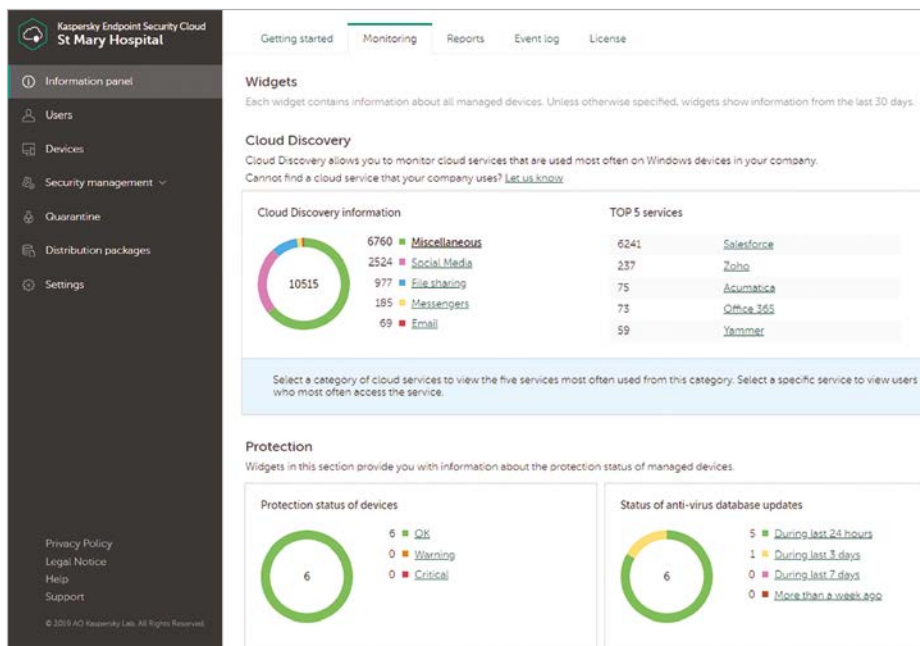 Kaspersky Endpoint Security Cloud
St Mary Hospital
Information panel
Users
Devices
Security management
Quarantine
Distribution packages
Settings
Privacy Policy
Legal Notice
Help
Support
© 2019 AO Kaspersky Lab. All Rights Reserved.
Getting started Monitoring Reports Event log License
Widgets
Each widget contains information about all managed devices. Unless otherwise specified, widgets show information from the last 30 days.
Cloud Discovery
Cloud Discovery allows you to monitor cloud services that are used most often on Windows devices in your company.
Cannot find a cloud service that your company uses? Let us know
Cloud Discovery information
10515
6760 Miscellaneous
2524 Social Media
977 File sharing
185 Messengers
69 Email
TOP 5 services
6241 Salesforce
237 Zoho
75 Acumatica
73 Office 365
59 Yammer
Select a category of cloud services to view the five services most often used from this category. Select a specific service to view users
who most often access the service.
Protection
Widgets in this section provide you with information about the protection status of managed devices.
Protection status of devices
6
6 OK
0 Warning
0 Critical
Status of anti-virus database updates
6
5 During last 24 hours
1 During last 3 days
0 During last 7 days
0 More than a week ago